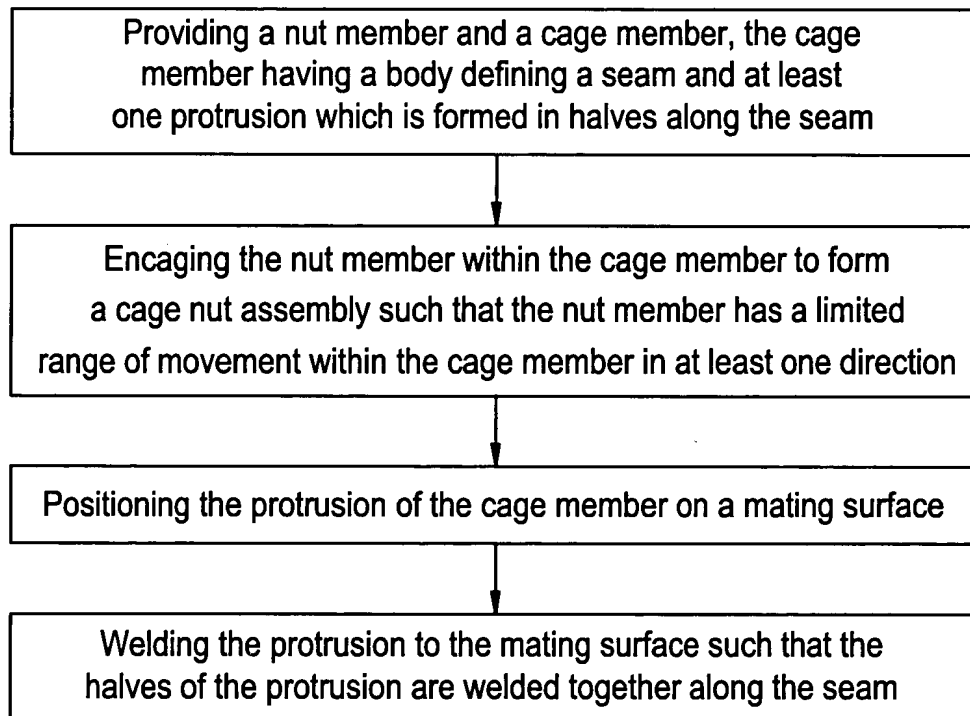 Providing a nut member and a cage member, the cage
member having a body defining a seam and at least
one protrusion which is formed in halves along the seam
Encaging the nut member within the cage member to form
a cage nut assembly such that the nut member has a limited
range of movement within the cage member in at least one direction
Positioning the protrusion of the cage member on a mating surface
Welding the protrusion to the mating surface such that the
halves of the protrusion are welded together along the seam